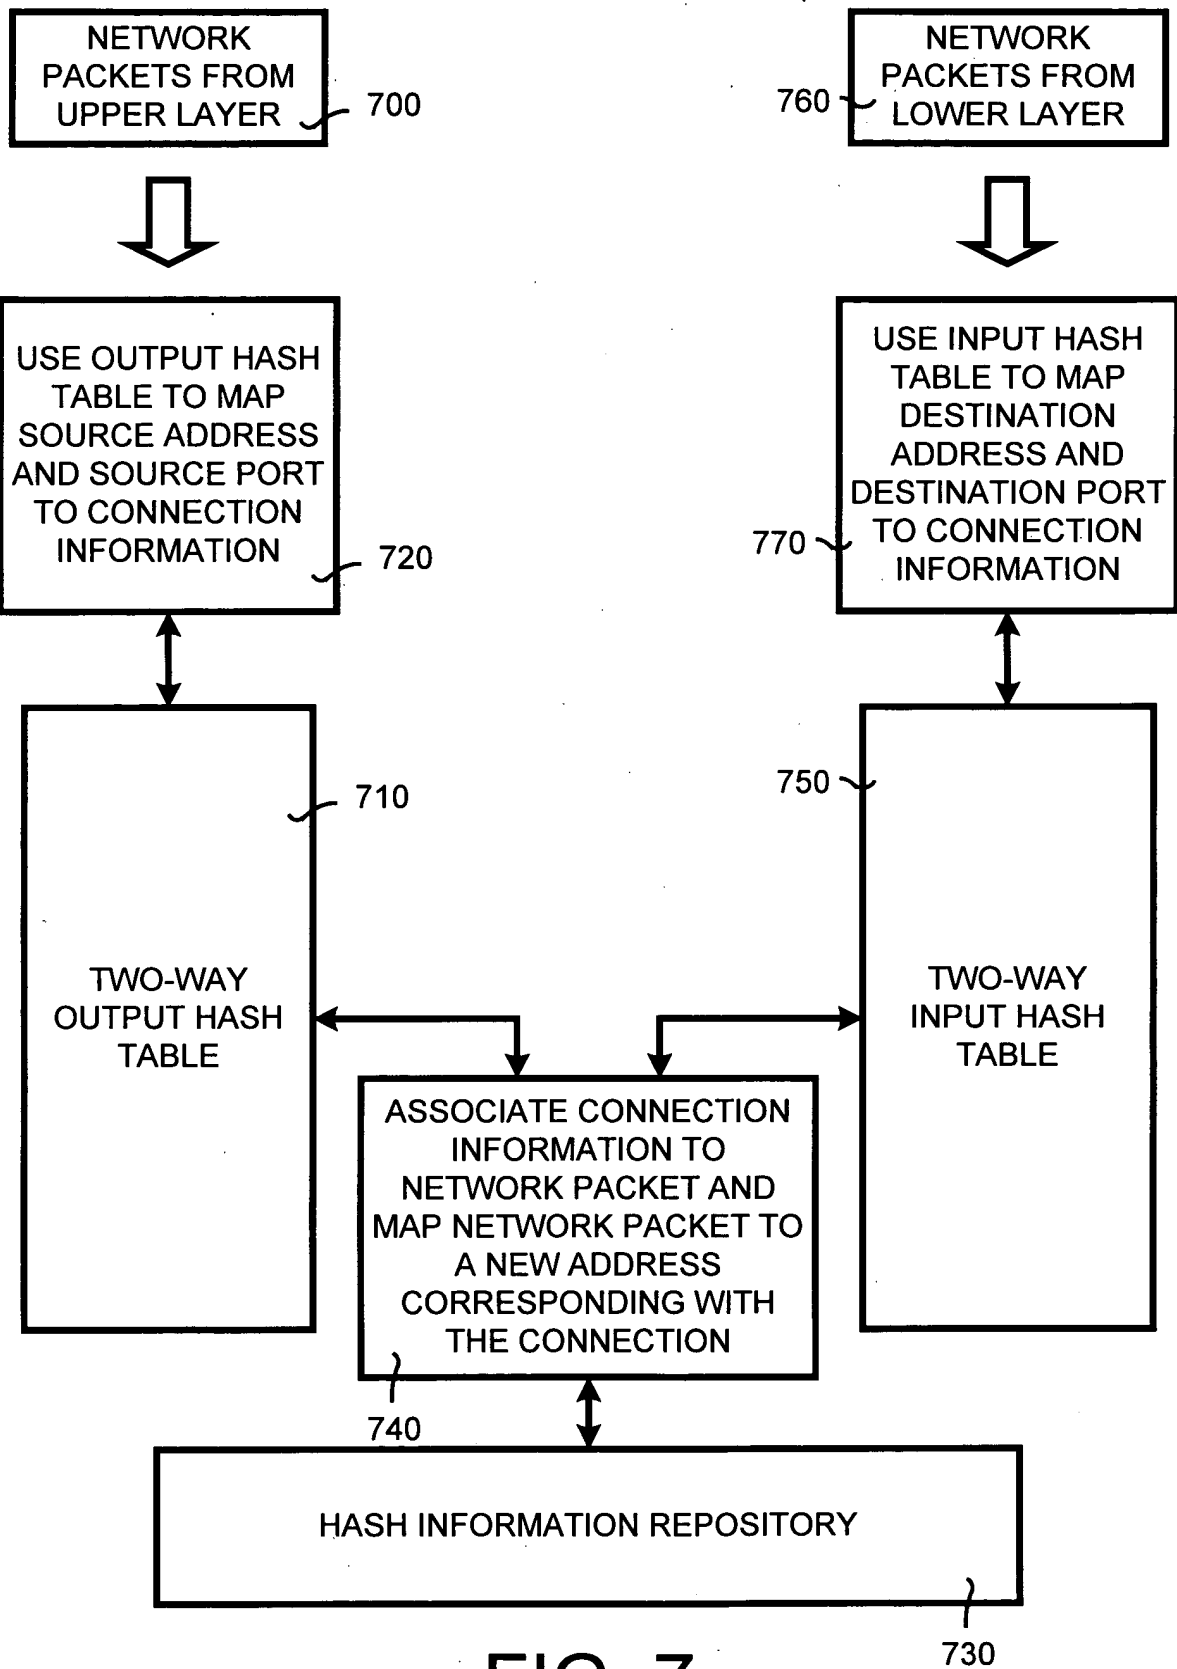 NETWORK
PACKETS FROM
UPPER LAYER
700
NETWORK
PACKETS FROM
LOWER LAYER
760
USE OUTPUT HASH
TABLE TO MAP
SOURCE ADDRESS
AND SOURCE PORT
TO CONNECTION
INFORMATION
720
USE INPUT HASH
TABLE TO MAP
DESTINATION
ADDRESS AND
DESTINATION PORT
TO CONNECTION
INFORMATION
770
710
TWO-WAY
OUTPUT HASH
TABLE
750
TWO-WAY
INPUT HASH
TABLE
ASSOCIATE CONNECTION
INFORMATION TO
NETWORK PACKET AND
MAP NETWORK PACKET TO
A NEW ADDRESS
CORRESPONDING WITH
THE CONNECTION
740
HASH INFORMATION REPOSITORY
730
FIG. 7